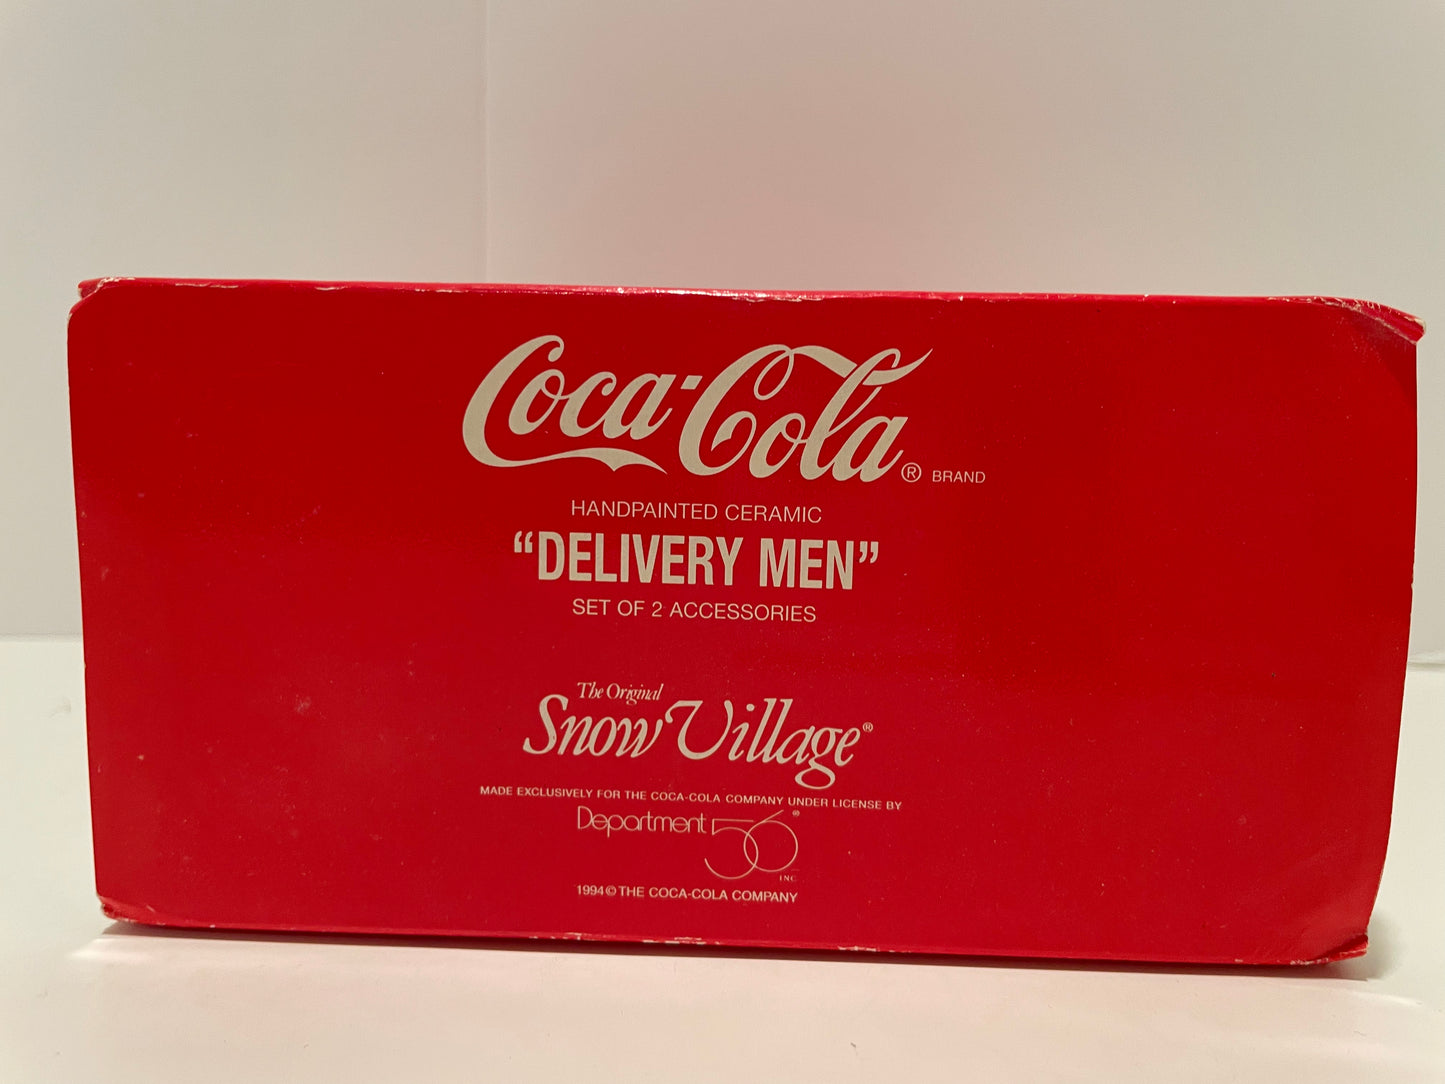 Coca-Cola ® BRAND
HANDPAINTED CERAMIC
“DELIVERY MEN”
SET OF 2 ACCESSORIES
The Original
Snow Village®
MADE EXCLUSIVELY FOR THE COCA-COLA COMPANY UNDER LICENSE BY
Department 56®
INC.
1994 © THE COCA-COLA COMPANY